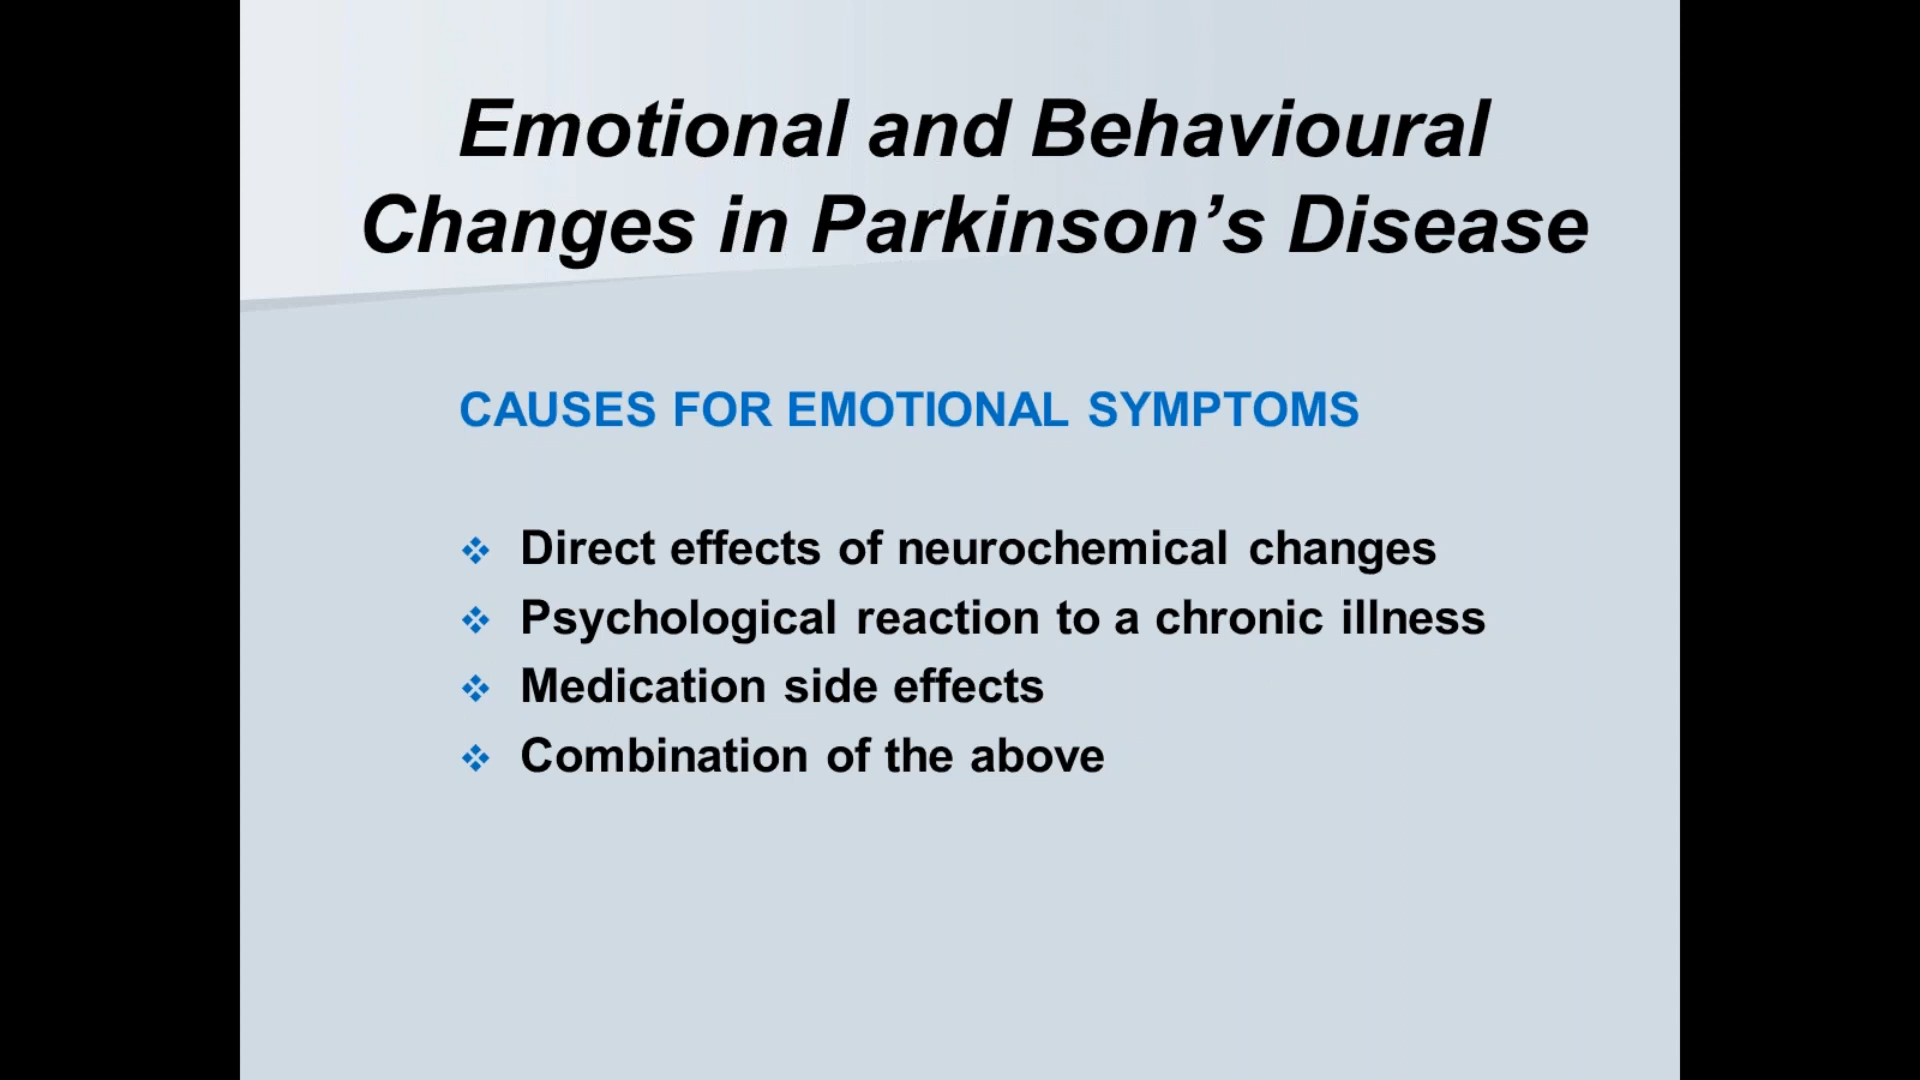 Emotional and Behavioural
Changes in Parkinson’s Disease
CAUSES FOR EMOTIONAL SYMPTOMS
Direct effects of neurochemical changes
Psychological reaction to a chronic illness
Medication side effects
Combination of the above